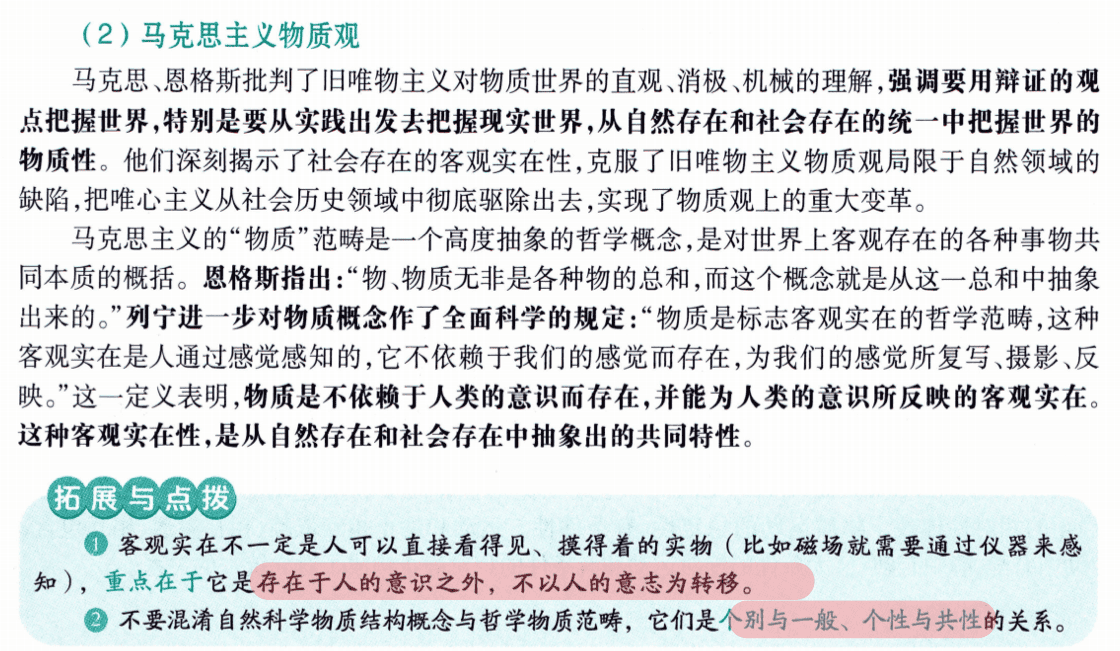 （2）马克思主义物质观
马克思、恩格斯批判了旧唯物主义对物质世界的直观、消极、机械的理解，强调要用辩证的观
点把握世界，特别是要从实践出发去把握现实世界，从自然存在和社会存在的统一中把握世界的
物质性。他们深刻揭示了社会存在的客观实在性，克服了旧唯物主义物质观局限于自然领域的
缺陷，把唯心主义从社会历史领域中彻底驱除出去，实现了物质观上的重大变革。
马克思主义的“物质”范畴是一个高度抽象的哲学概念，是对世界上客观存在的各种事物共
同本质的概括。恩格斯指出：“物、物质无非是各种物的总和，而这个概念就是从这一总和中抽象
出来的。”列宁进一步对物质概念作了全面科学的规定：“物质是标志客观实在的哲学范畴，这种
客观实在是人通过感觉感知的，它不依赖于我们的感觉而存在，为我们的感觉所复写、摄影、反
映。”这一定义表明，物质是不依赖于人类的意识而存在，并能为人类的意识所反映的客观实在。
这种客观实在性，是从自然存在和社会存在中抽象出的共同特性。
拓展与点拨
1 客观实在不一定是人可以直接看得见、摸得着的实物（比如磁场就需要通过仪器来感
知），重点在于它是存在于人的意识之外，不以人的意志为转移。
2 不要混淆自然科学物质结构概念与哲学物质范畴，它们是个别与一般、个性与共性的关系。